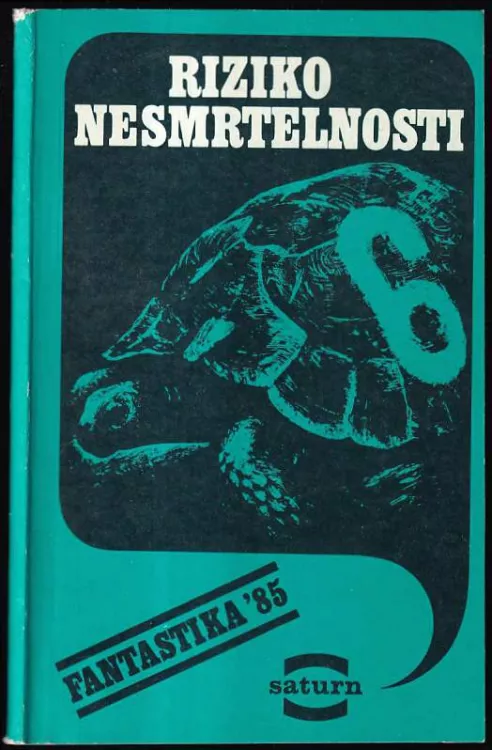 RIZIKO
NESMRTELNOSTI
6
FANTASTIKA '85
saturn